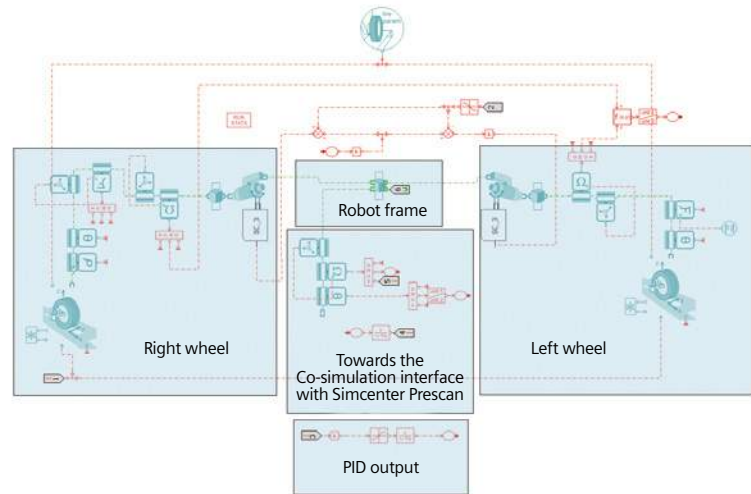 Robot frame
Right wheel
Towards the
Co-simulation interface
with Simcenter Prescan
Left wheel
PID output